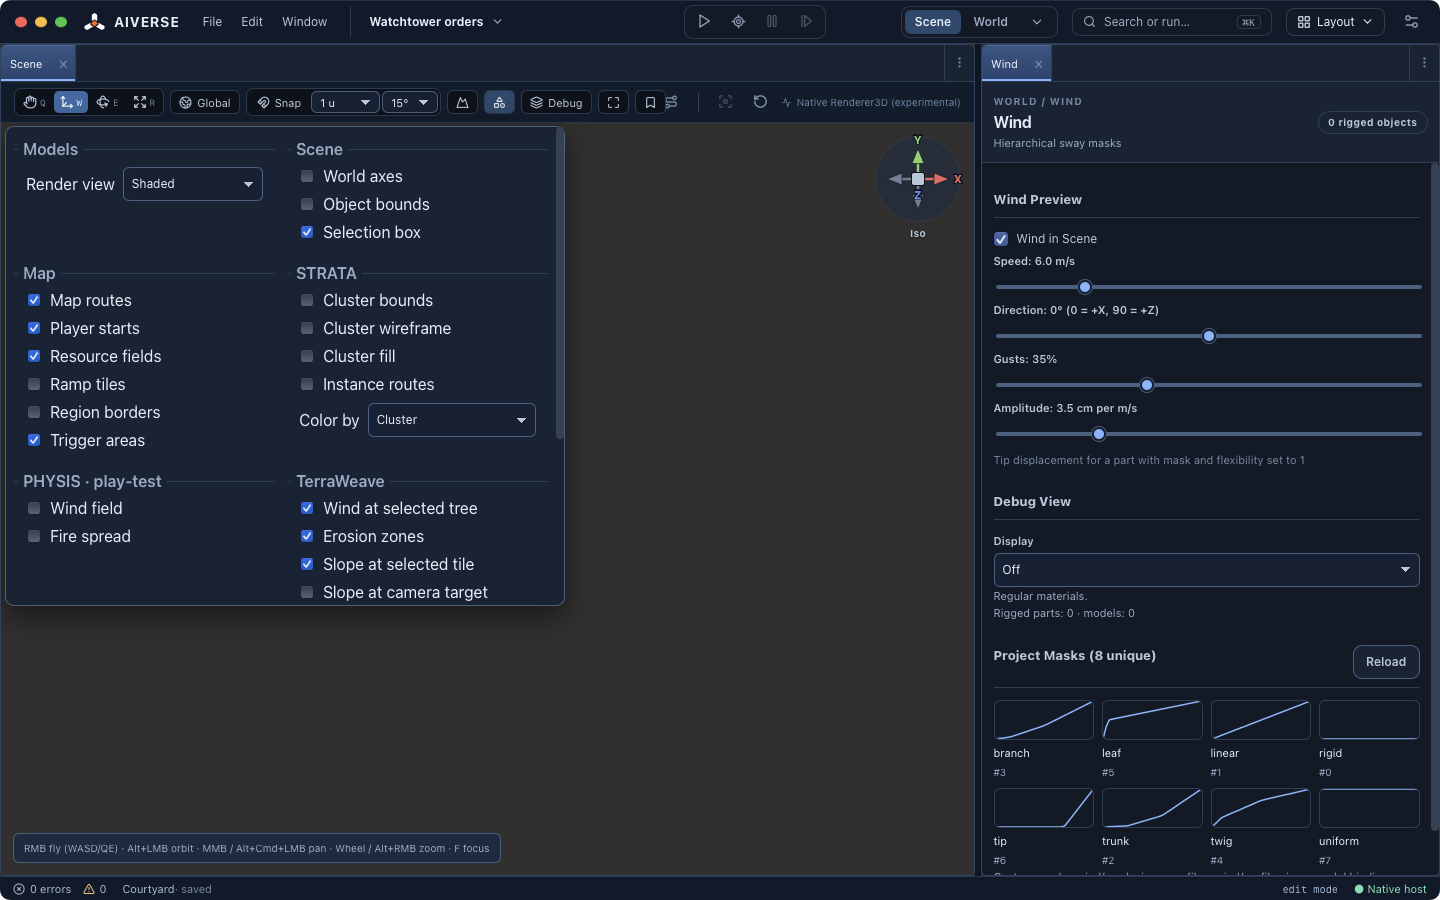 AIVERSE File Edit Window Watchtower orders Scene World Search or run... ⌘K Layout
Scene
Wind
Q W E R Global Snap 1 u 15° Debug Native Renderer3D (experimental)
Models
Render view Shaded
Scene
World axes
Object bounds
Selection box
Map
Map routes
Player starts
Resource fields
Ramp tiles
Region borders
Trigger areas
STRATA
Cluster bounds
Cluster wireframe
Cluster fill
Instance routes
Color by Cluster
PHYSIS · play-test
Wind field
Fire spread
TerraWeave
Wind at selected tree
Erosion zones
Slope at selected tile
Slope at camera target
Y
X
Z
Iso
RMB fly (WASD/QE) · Alt+LMB orbit · MMB / Alt+Cmd+LMB pan · Wheel / Alt+RMB zoom · F focus
WORLD / WIND
Wind
0 rigged objects
Hierarchical sway masks
Wind Preview
Wind in Scene
Speed: 6.0 m/s
Direction: 0° (0 = +X, 90 = +Z)
Gusts: 35%
Amplitude: 3.5 cm per m/s
Tip displacement for a part with mask and flexibility set to 1
Debug View
Display
Off
Regular materials.
Rigged parts: 0 · models: 0
Project Masks (8 unique)
Reload
branch leaf linear rigid
#3 #5 #1 #0
tip trunk twig uniform
#6 #2 #4 #7
0 errors 0 Courtyard · saved edit mode Native host